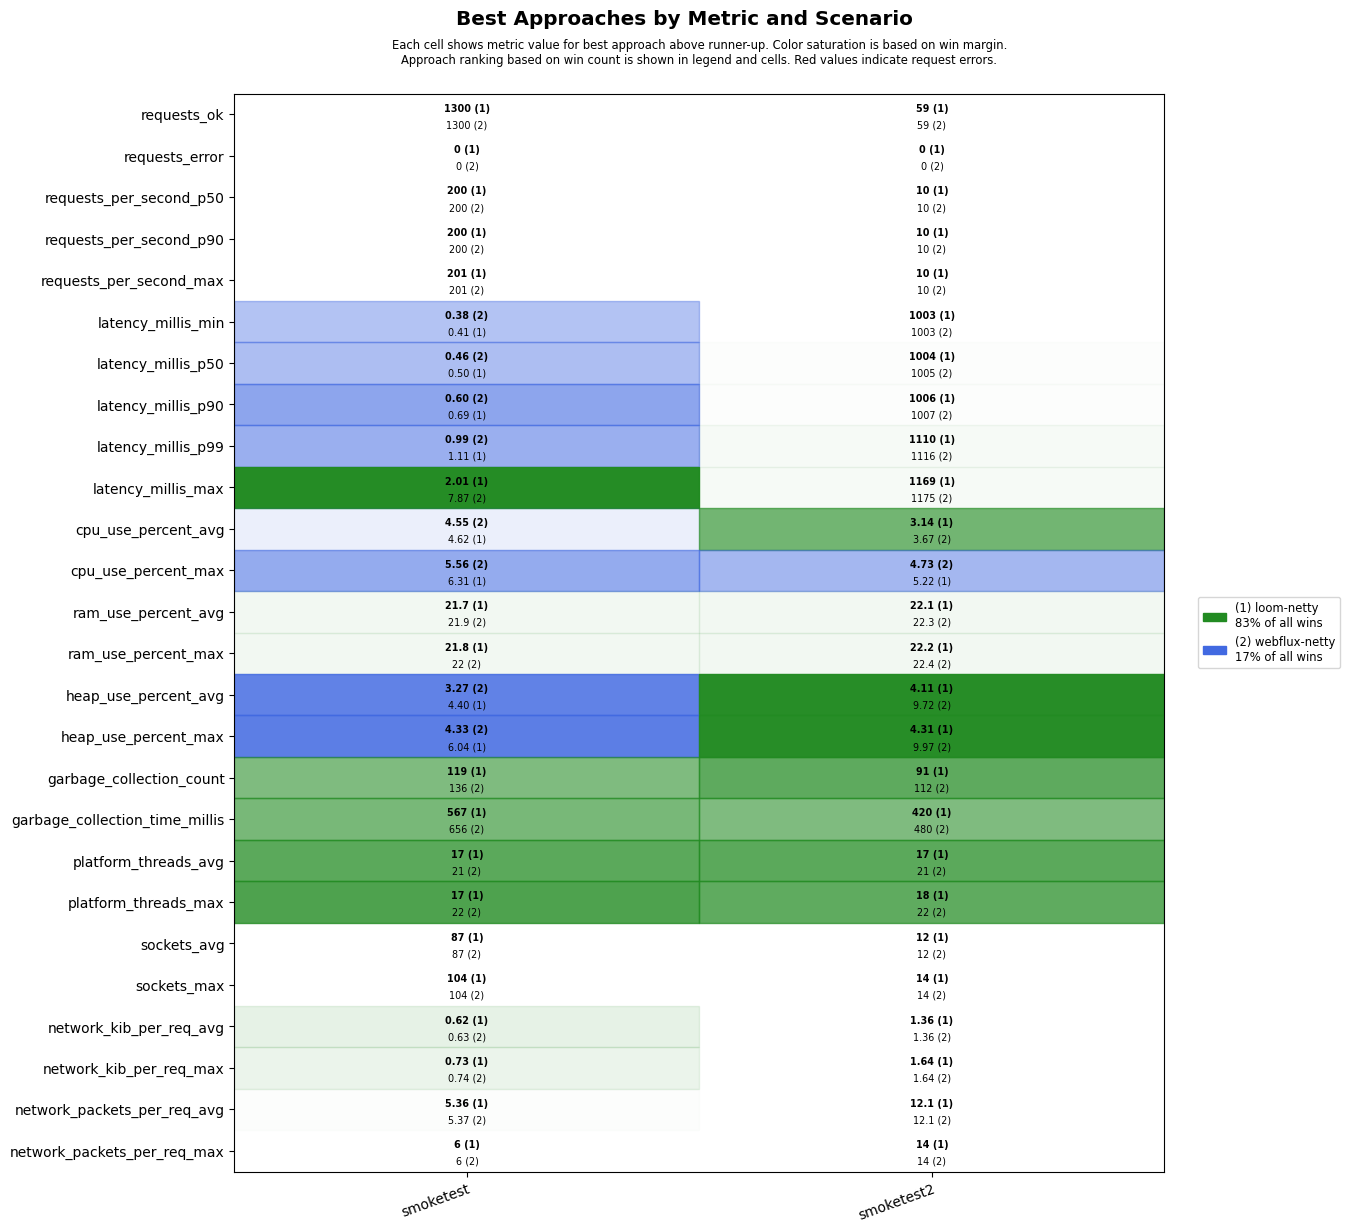 Best Approaches by Metric and Scenario
Each cell shows metric value for best approach above runner-up. Color saturation is based on win margin.
Approach ranking based on win count is shown in legend and cells. Red values indicate request errors.
requests_ok
1300 (1)
1300 (2)
59 (1)
59 (2)
requests_error
0 (1)
0 (2)
0 (1)
0 (2)
requests_per_second_p50
200 (1)
200 (2)
10 (1)
10 (2)
requests_per_second_p90
200 (1)
200 (2)
10 (1)
10 (2)
requests_per_second_max
201 (1)
201 (2)
10 (1)
10 (2)
latency_millis_min
0.38 (2)
0.41 (1)
1003 (1)
1003 (2)
latency_millis_p50
0.46 (2)
0.50 (1)
1004 (1)
1005 (2)
latency_millis_p90
0.60 (2)
0.69 (1)
1006 (1)
1007 (2)
latency_millis_p99
0.99 (2)
1.11 (1)
1110 (1)
1116 (2)
latency_millis_max
2.01 (1)
7.87 (2)
1169 (1)
1175 (2)
cpu_use_percent_avg
4.55 (2)
4.62 (1)
3.14 (1)
3.67 (2)
cpu_use_percent_max
5.56 (2)
6.31 (1)
4.73 (2)
5.22 (1)
ram_use_percent_avg
21.7 (1)
21.9 (2)
22.1 (1)
22.3 (2)
ram_use_percent_max
21.8 (1)
22 (2)
22.2 (1)
22.4 (2)
heap_use_percent_avg
3.27 (2)
4.40 (1)
4.11 (1)
9.72 (2)
heap_use_percent_max
4.33 (2)
6.04 (1)
4.31 (1)
9.97 (2)
garbage_collection_count
119 (1)
136 (2)
91 (1)
112 (2)
garbage_collection_time_millis
567 (1)
656 (2)
420 (1)
480 (2)
platform_threads_avg
17 (1)
21 (2)
17 (1)
21 (2)
platform_threads_max
17 (1)
22 (2)
18 (1)
22 (2)
sockets_avg
87 (1)
87 (2)
12 (1)
12 (2)
sockets_max
104 (1)
104 (2)
14 (1)
14 (2)
network_kib_per_req_avg
0.62 (1)
0.63 (2)
1.36 (1)
1.36 (2)
network_kib_per_req_max
0.73 (1)
0.74 (2)
1.64 (1)
1.64 (2)
network_packets_per_req_avg
5.36 (1)
5.37 (2)
12.1 (1)
12.1 (2)
network_packets_per_req_max
6 (1)
6 (2)
14 (1)
14 (2)
smoketest
smoketest2
(1) loom-netty
83% of all wins
(2) webflux-netty
17% of all wins